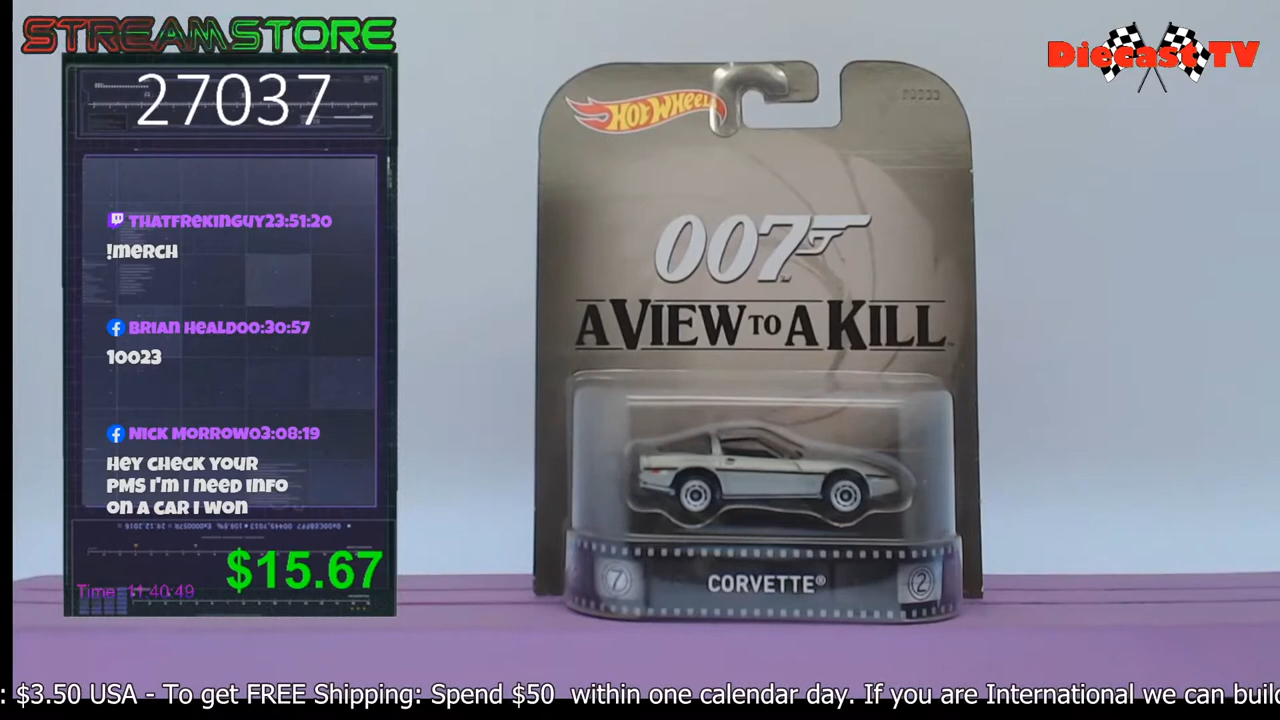 STREAMSTORE
27037
THATFREKINGUY23:51:20
!merch
BRIAN HEALD00:30:57
10023
NICK MORROW03:08:19
Hey check your
PMs I'm I need info
on a car I won
$15.67
Time: 11:40:49
Diecast TV
HOT WHEELS
007
A VIEW TO A KILL
7
CORVETTE®
2
: $3.50 USA - To get FREE Shipping: Spend $50 within one calendar day. If you are International we can build